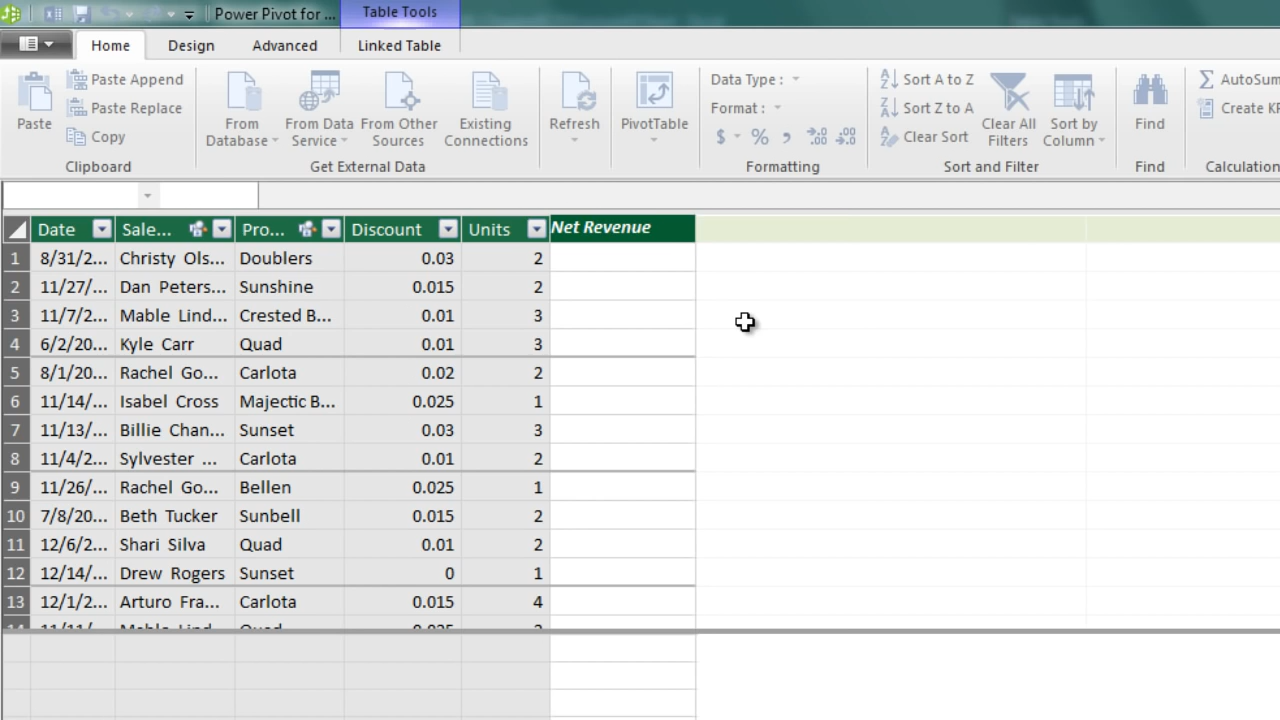 Power Pivot for ...
Table Tools
Home Design Advanced Linked Table
Paste
Paste Append
Paste Replace
Copy
Clipboard
From Database
From Data Service
From Other Sources
Existing Connections
Get External Data
Refresh
PivotTable
Data Type :
Format :
$ % ,
Formatting
Sort A to Z
Sort Z to A
Clear Sort
Clear All Filters
Sort by Column
Sort and Filter
Find
Find
AutoSum
Create KP
Calculation
Date Sale... Pro... Discount Units Net Revenue
1 8/31/2... Christy Ols... Doublers 0.03 2
2 11/27/... Dan Peters... Sunshine 0.015 2
3 11/7/2... Mable Lind... Crested B... 0.01 3
4 6/2/20... Kyle Carr Quad 0.01 3
5 8/1/20... Rachel Go... Carlota 0.02 2
6 11/14/... Isabel Cross Majectic B... 0.025 1
7 11/13/... Billie Chan... Sunset 0.03 3
8 11/4/2... Sylvester ... Carlota 0.01 2
9 11/26/... Rachel Go... Bellen 0.025 1
10 7/8/20... Beth Tucker Sunbell 0.015 2
11 12/6/2... Shari Silva Quad 0.01 2
12 12/14/... Drew Rogers Sunset 0 1
13 12/1/2... Arturo Fra... Carlota 0.015 4